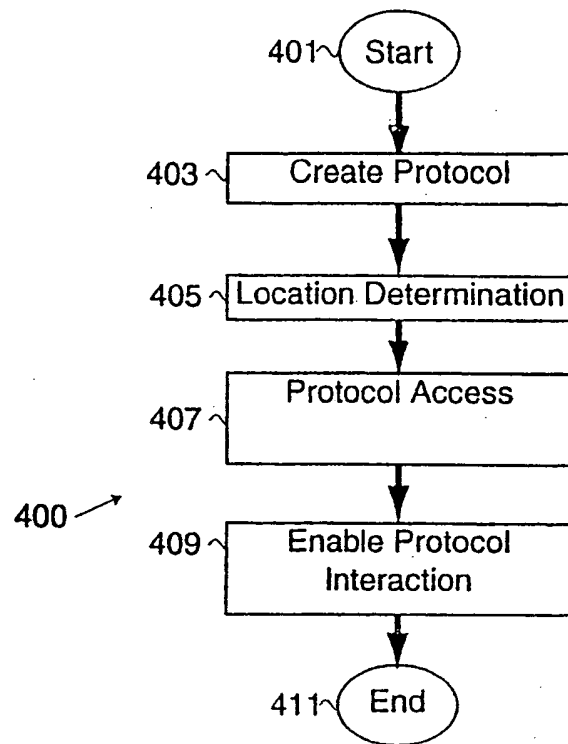 401 Start
403 Create Protocol
405 Location Determination
407 Protocol Access
400
409 Enable Protocol
Interaction
411 End